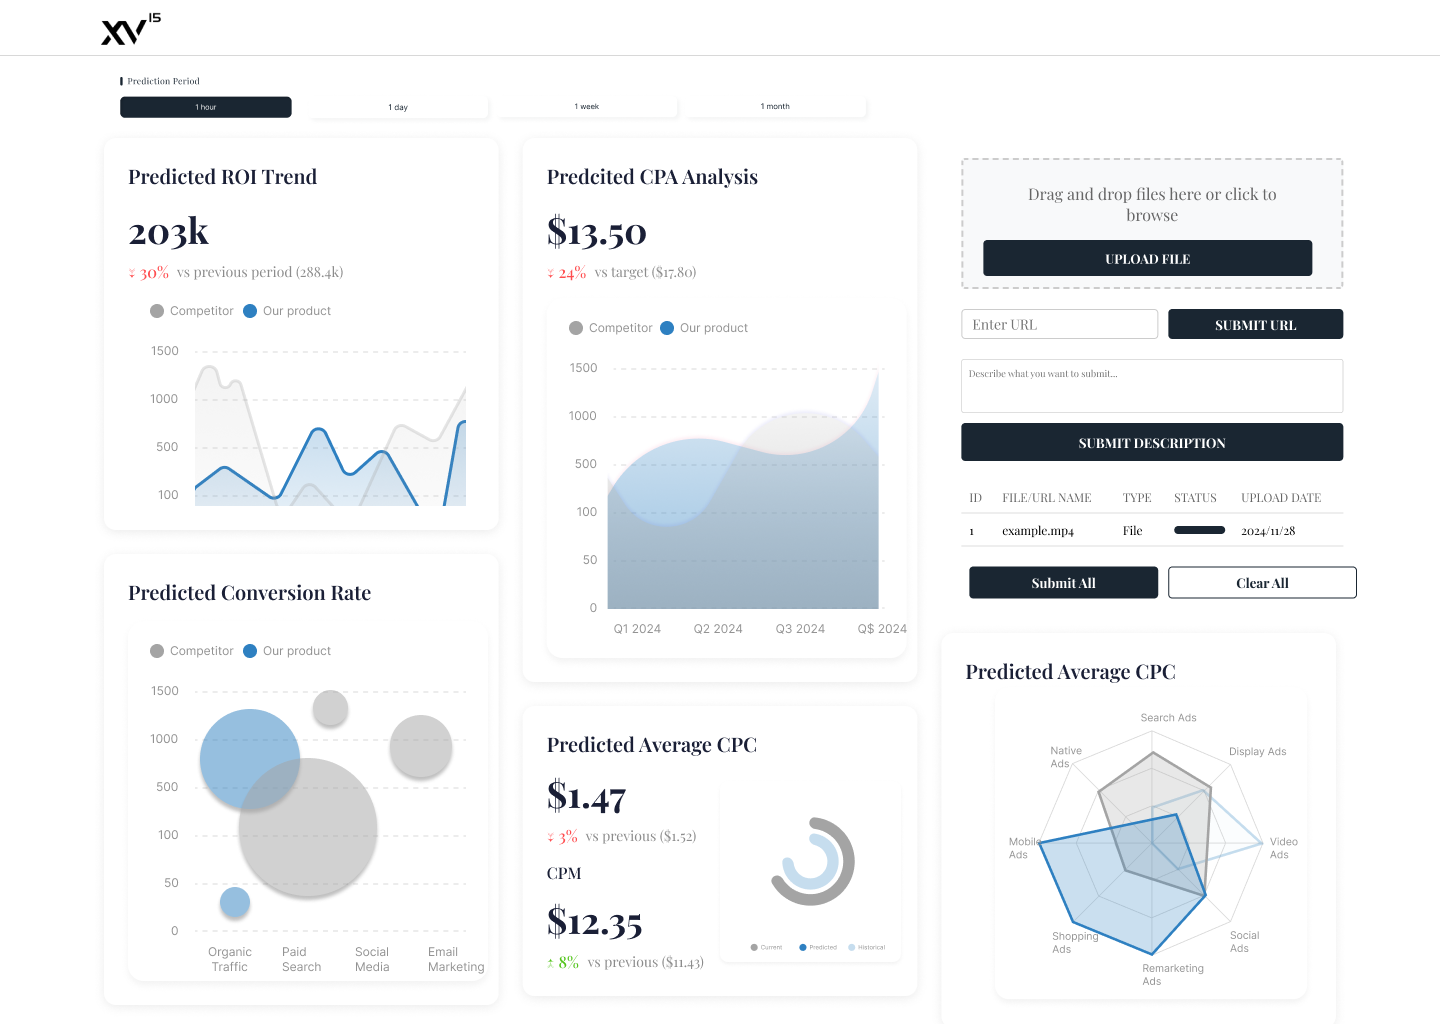 XV15
Prediction Period
1 hour
1 day
1 week
1 month
Predicted ROI Trend
203k
30% vs previous period (288.4k)
Competitor
Our product
1500
1000
500
100
Predicted Conversion Rate
Competitor
Our product
1500
1000
500
100
50
0
Organic Traffic
Paid Search
Social Media
Email Marketing
Predcited CPA Analysis
$13.50
24% vs target ($17.80)
Competitor
Our product
1500
1000
500
100
50
0
Q1 2024
Q2 2024
Q3 2024
Q$ 2024
Predicted Average CPC
$1.47
3% vs previous ($1.52)
CPM
$12.35
8% vs previous ($11.43)
Current
Predicted
Historical
Drag and drop files here or click to
browse
UPLOAD FILE
Enter URL
SUBMIT URL
Describe what you want to submit...
SUBMIT DESCRIPTION
ID FILE/URL NAME TYPE STATUS UPLOAD DATE
1 example.mp4 File 2024/11/28
Submit All
Clear All
Predicted Average CPC
Search Ads
Native
Ads
Display Ads
Mobile
Ads
Video
Ads
Shopping
Ads
Social
Ads
Remarketing
Ads